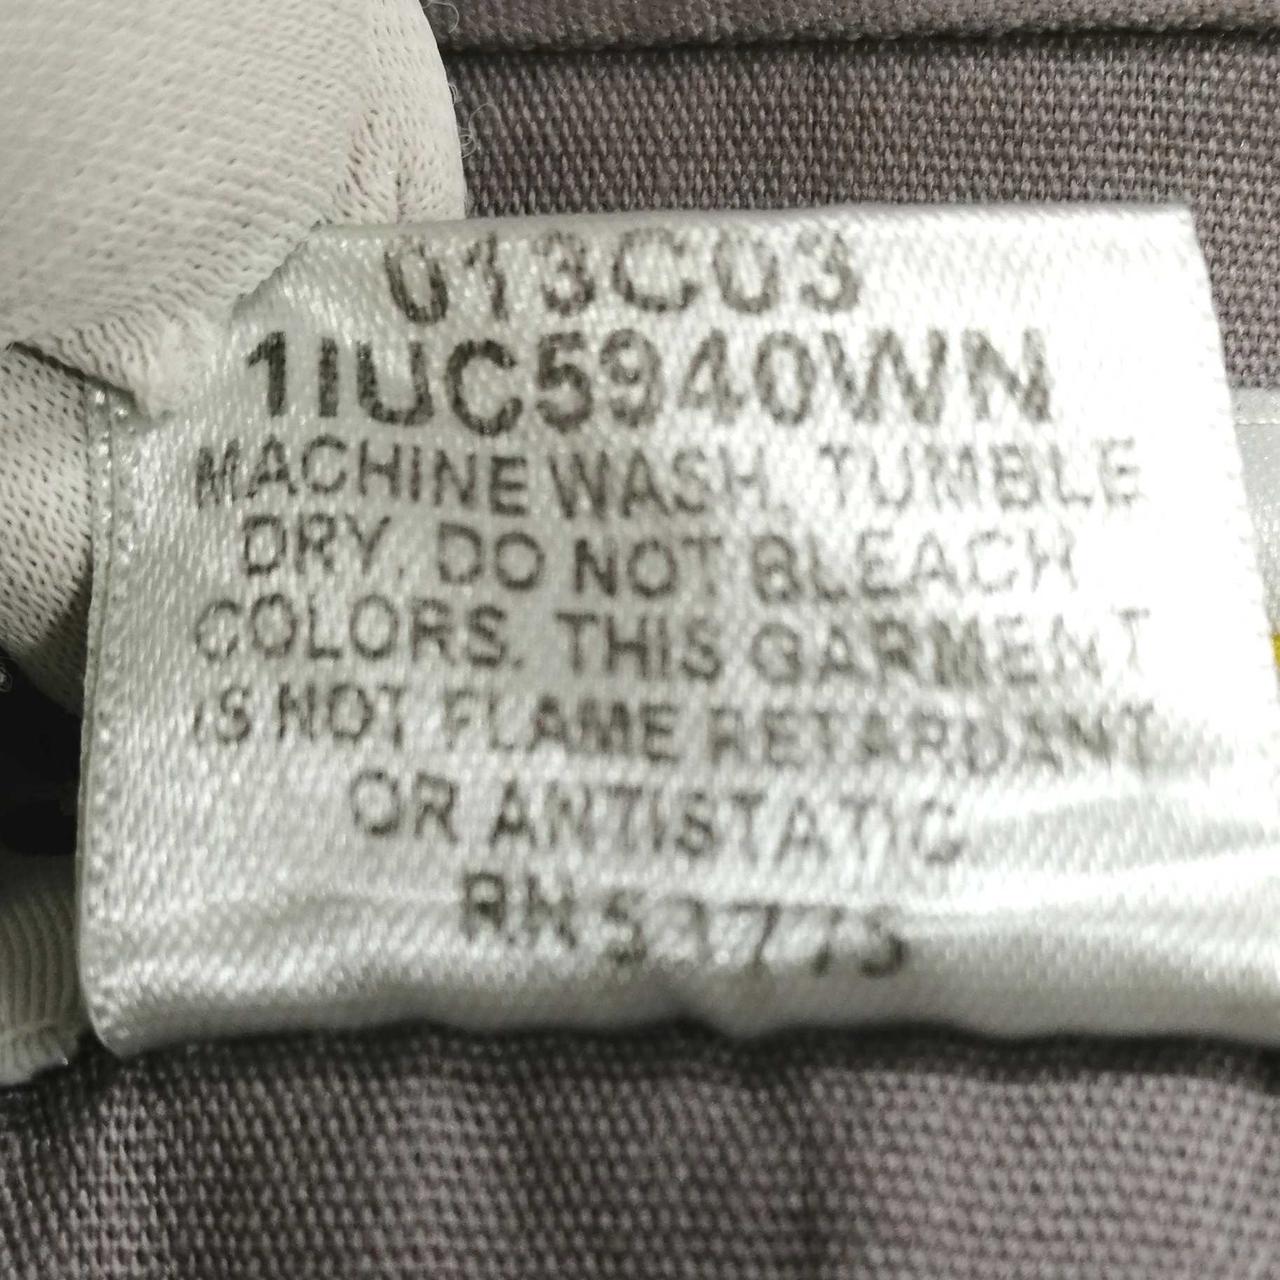 013C03
1IUC5940WN
MACHINE WASH. TUMBLE
DRY. DO NOT BLEACH
COLORS. THIS GARMENT
IS NOT FLAME RETARDANT
OR ANTISTATIC
RN